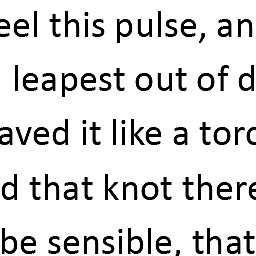 eel this pulse, an
leapest out of d
aved it like a torc
d that knot there
be sensible, that